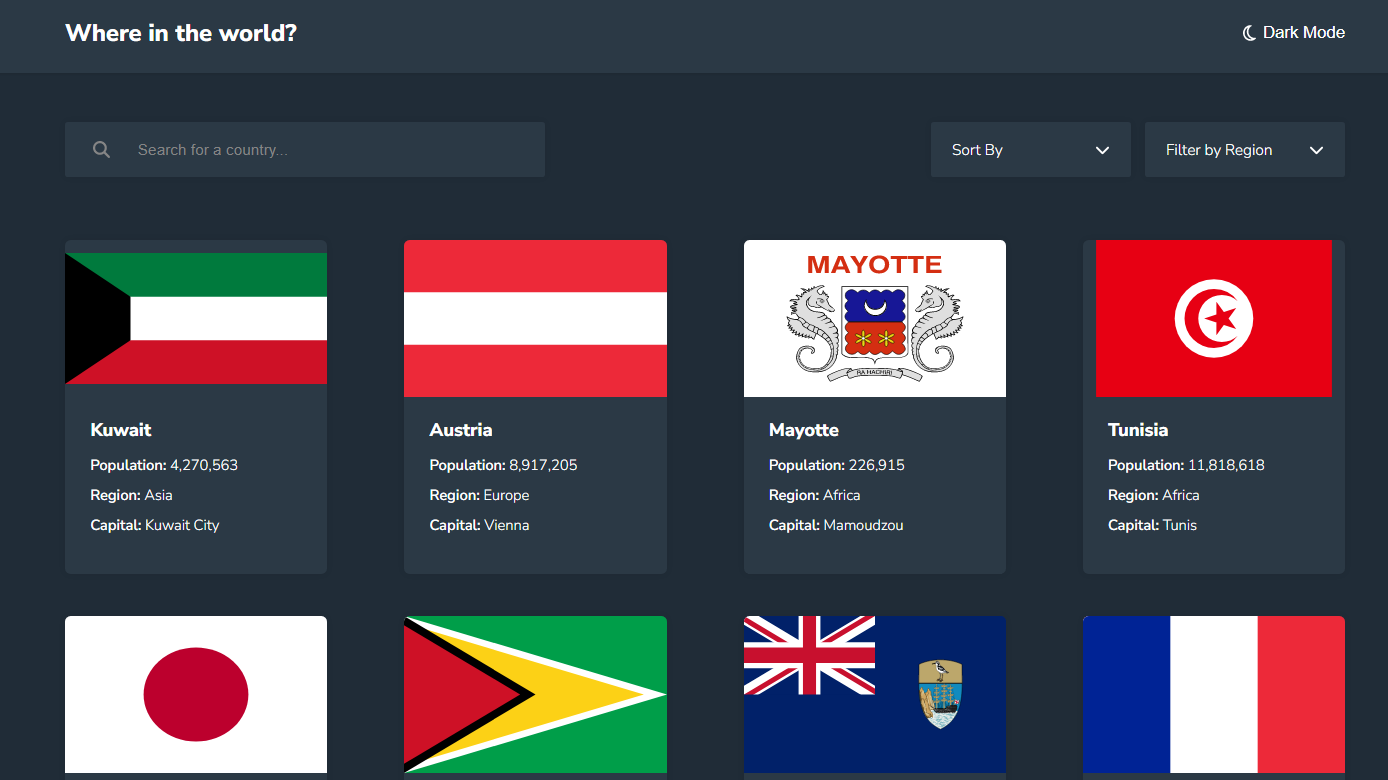 Where in the world?
Dark Mode
Search for a country...
Sort By
Filter by Region
MAYOTTE
RA HACHIRI
Kuwait
Population: 4,270,563
Region: Asia
Capital: Kuwait City
Austria
Population: 8,917,205
Region: Europe
Capital: Vienna
Mayotte
Population: 226,915
Region: Africa
Capital: Mamoudzou
Tunisia
Population: 11,818,618
Region: Africa
Capital: Tunis